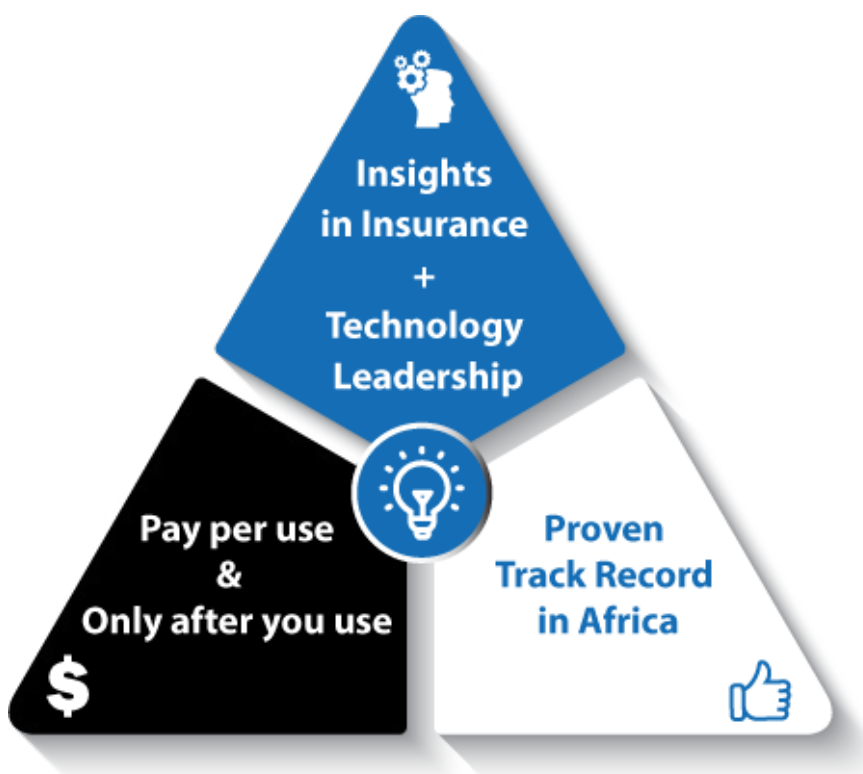 Insights
in Insurance
+
Technology
Leadership
Pay per use
&
Only after you use
$
Proven
Track Record
in Africa